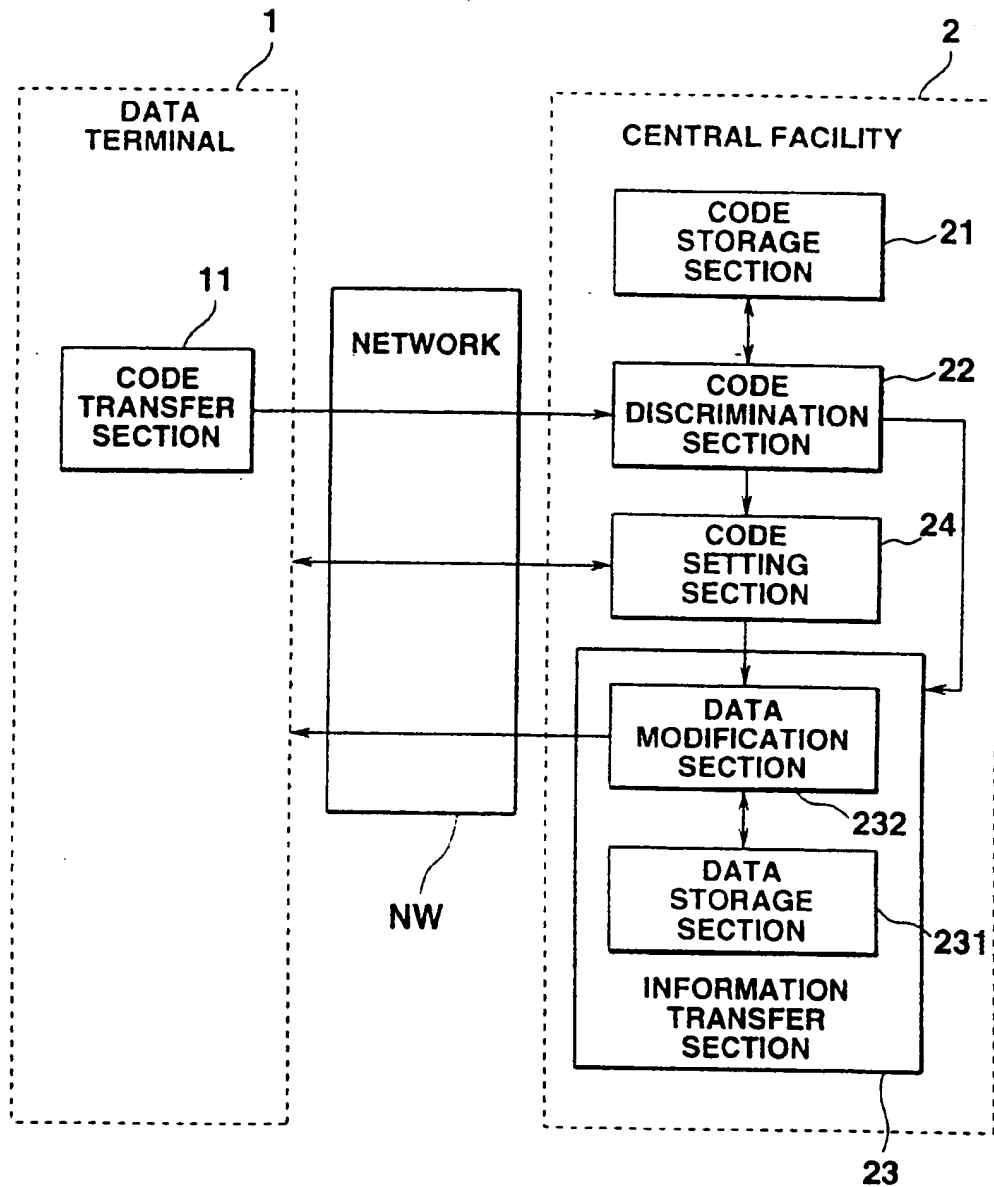 1
DATA
TERMINAL
11
CODE
TRANSFER
SECTION
NETWORK
NW
2
CENTRAL FACILITY
CODE
STORAGE
SECTION
21
CODE
DISCRIMINATION
SECTION
22
CODE
SETTING
SECTION
24
DATA
MODIFICATION
SECTION
232
DATA
STORAGE
SECTION
231
INFORMATION
TRANSFER
SECTION
23